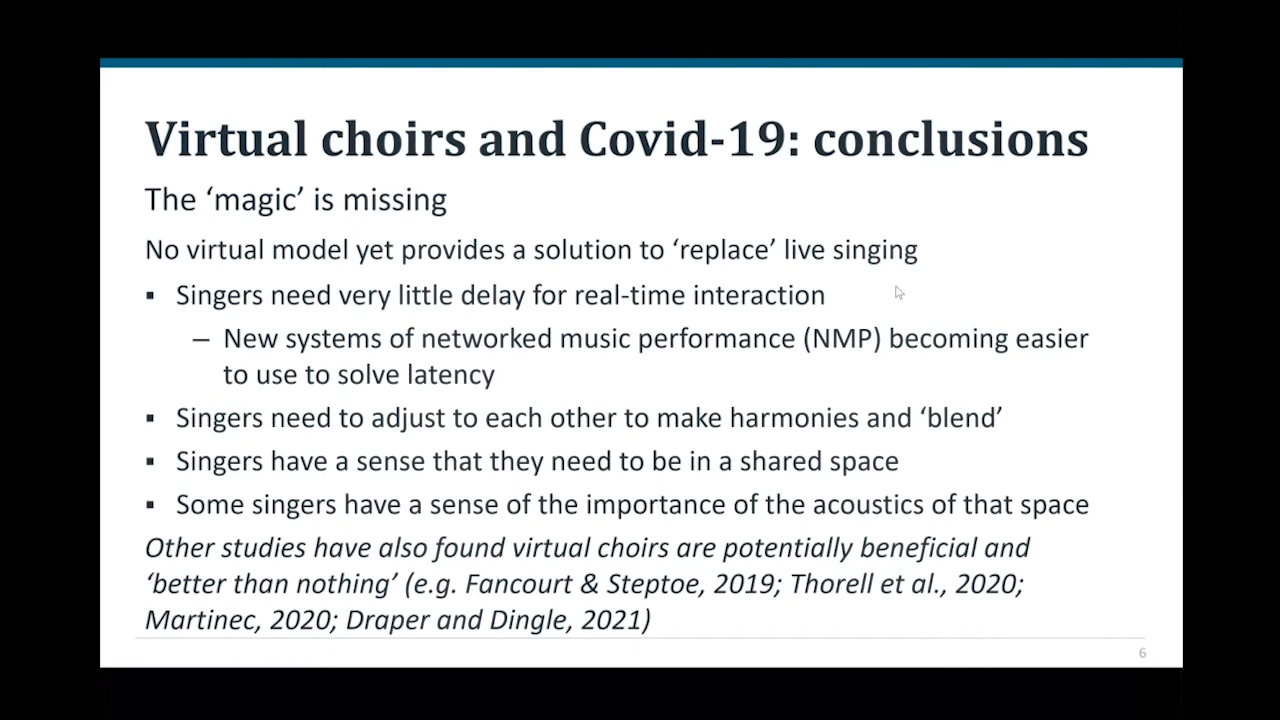 Virtual choirs and Covid-19: conclusions
The ‘magic’ is missing
No virtual model yet provides a solution to ‘replace’ live singing
▪ Singers need very little delay for real-time interaction
– New systems of networked music performance (NMP) becoming easier
to use to solve latency
▪ Singers need to adjust to each other to make harmonies and ‘blend’
▪ Singers have a sense that they need to be in a shared space
▪ Some singers have a sense of the importance of the acoustics of that space
Other studies have also found virtual choirs are potentially beneficial and
‘better than nothing’ (e.g. Fancourt & Steptoe, 2019; Thorell et al., 2020;
Martinec, 2020; Draper and Dingle, 2021)
6